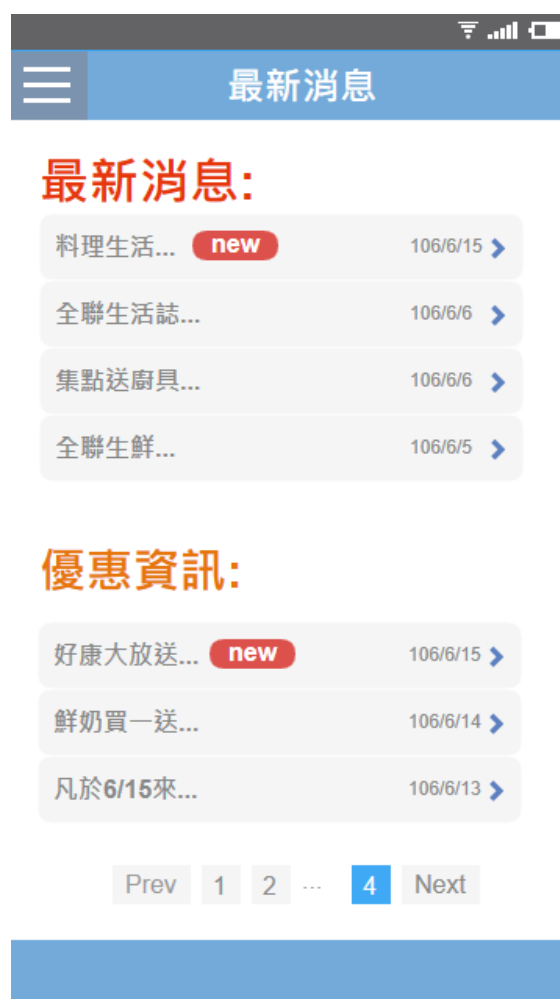 最新消息
最新消息:
料理生活... new 106/6/15
全聯生活誌... 106/6/6
集點送廚具... 106/6/6
全聯生鮮... 106/6/5
優惠資訊:
好康大放送... new 106/6/15
鮮奶買一送... 106/6/14
凡於6/15來... 106/6/13
Prev 1 2 ... 4 Next